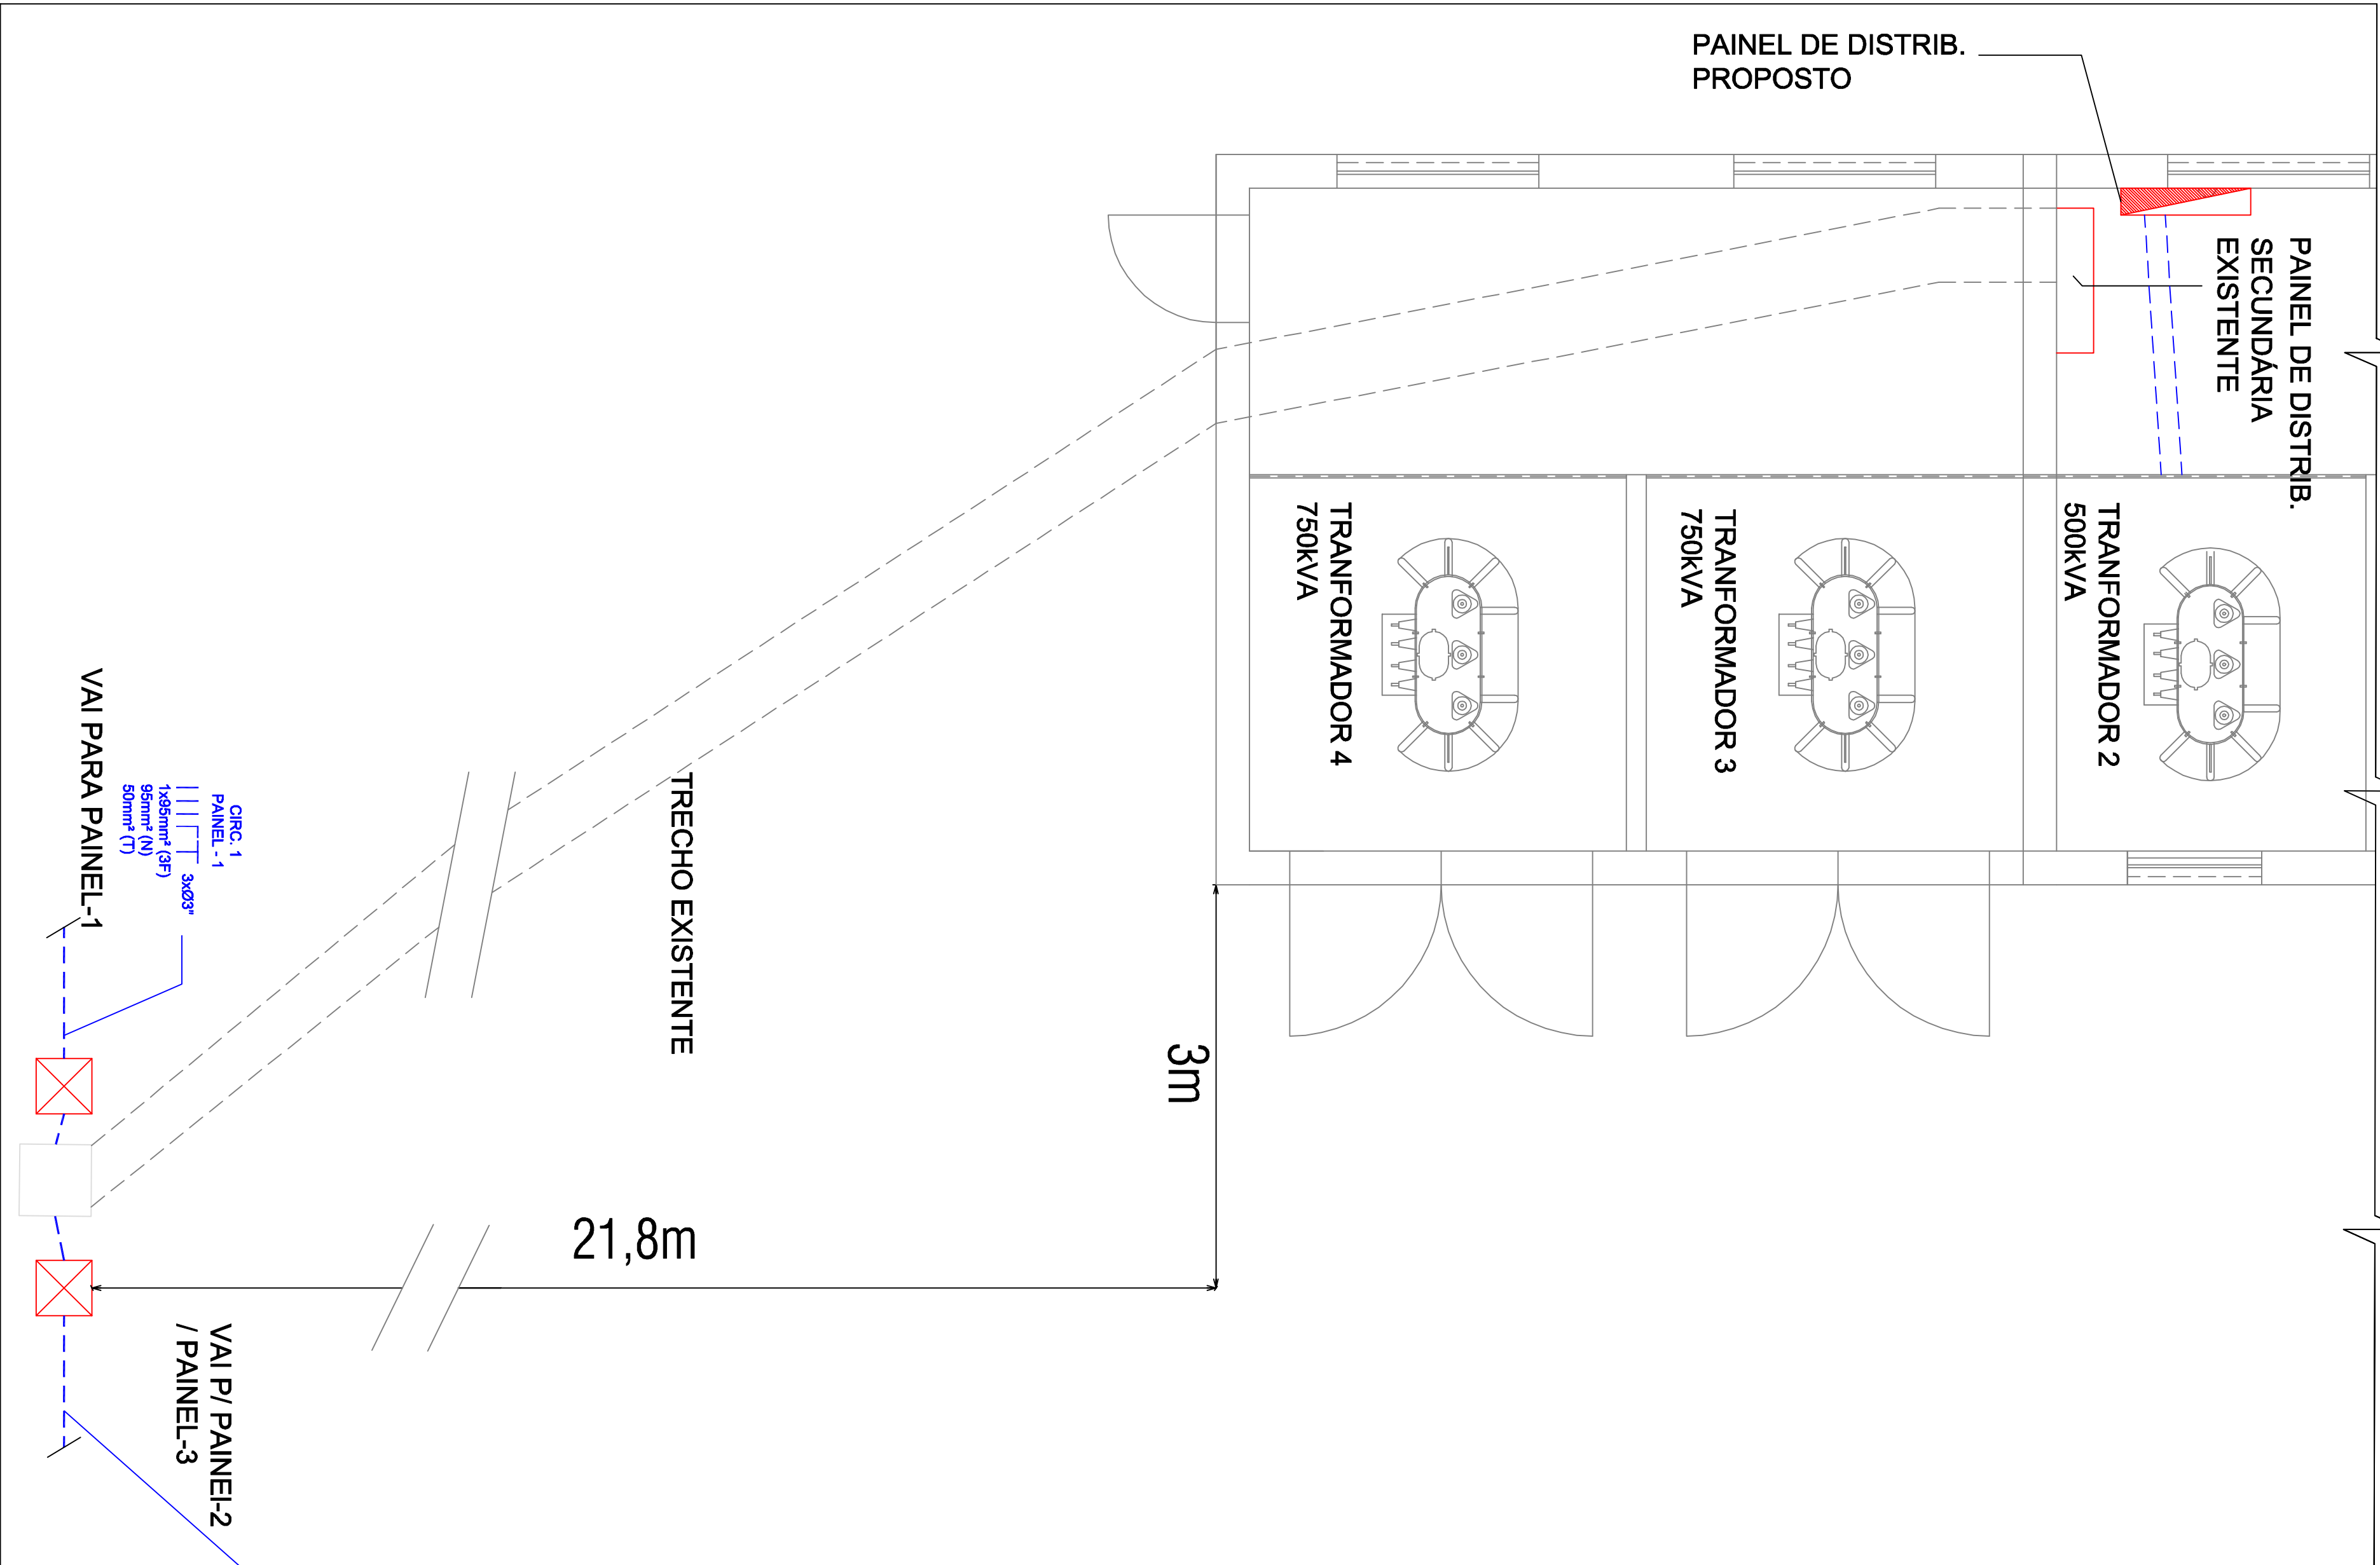 PAINEL DE DISTRIB.
PROPOSTO
PAINEL DE DISTRIB.
SECUNDÁRIA
EXISTENTE
TRANFORMADOR 2
500kVA
TRANFORMADOR 3
750kVA
TRANFORMADOR 4
750kVA
TRECHO EXISTENTE
3m
21,8m
CIRC. 1
PAINEL - 1
3xØ3"
1x95mm² (3F)
95mm² (N)
50mm² (T)
VAI PARA PAINEL-1
VAI P/ PAINEl-2
/ PAINEL-3